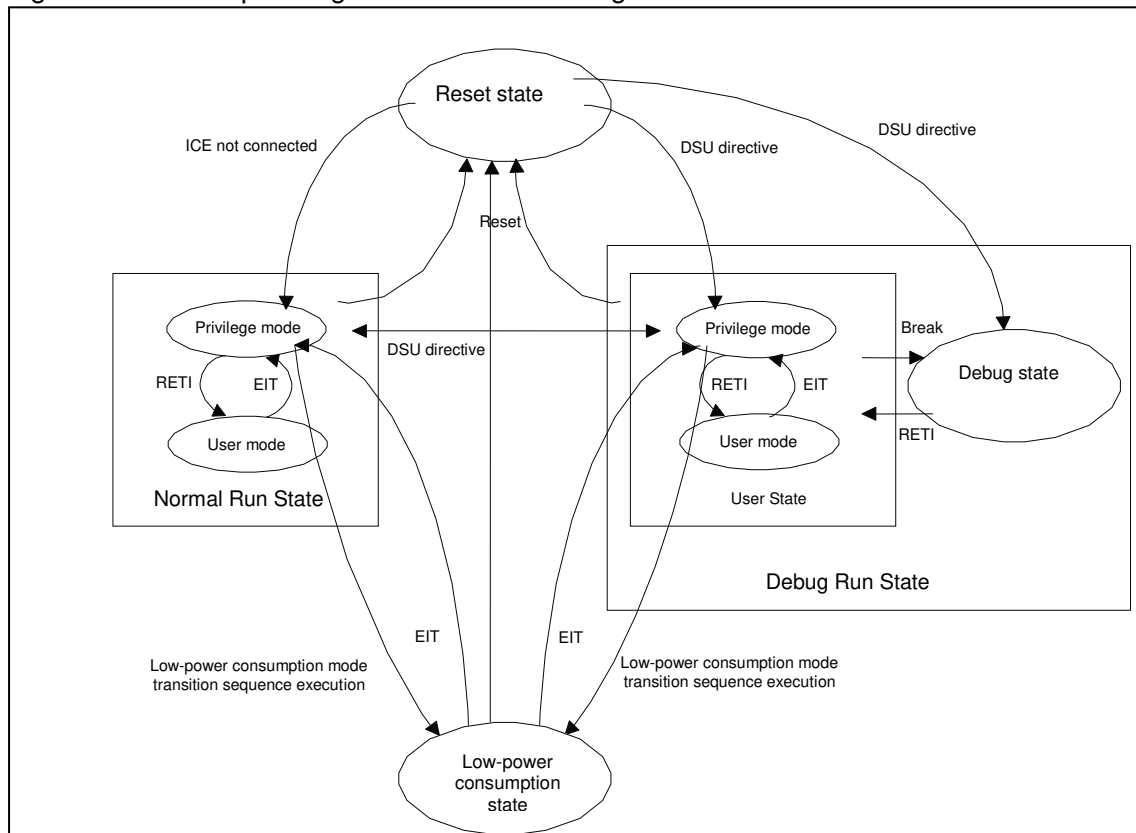 Reset state
DSU directive
ICE not connected
DSU directive
Reset
Privilege mode
Privilege mode
Break
DSU directive
Debug state
RETI
EIT
RETI
EIT
RETI
User mode
User mode
Normal Run State
User State
Debug Run State
EIT
EIT
Low-power consumption mode
transition sequence execution
Low-power consumption mode
transition sequence execution
Low-power
consumption
state